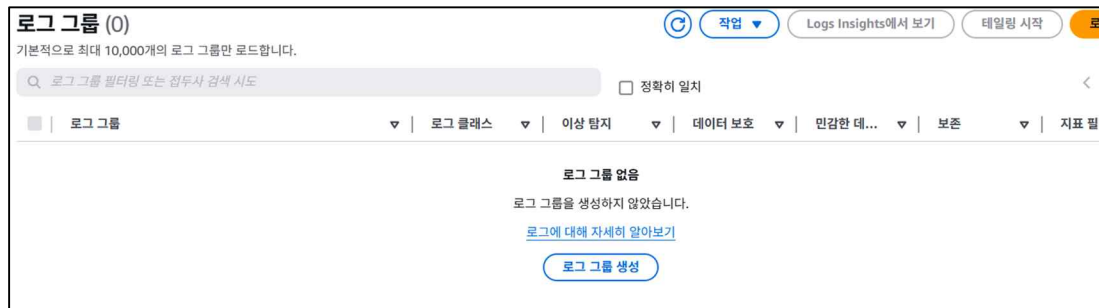 로그 그룹 (0)
작업 ▼
Logs Insights에서 보기
테일링 시작
기본적으로 최대 10,000개의 로그 그룹만 로드합니다.
로그 그룹 필터링 또는 접두사 검색 시도
정확히 일치
로그 그룹
로그 클래스
이상 탐지
데이터 보호
민감한 데...
보존
지표 필
로그 그룹 없음
로그 그룹을 생성하지 않았습니다.
로그에 대해 자세히 알아보기
로그 그룹 생성